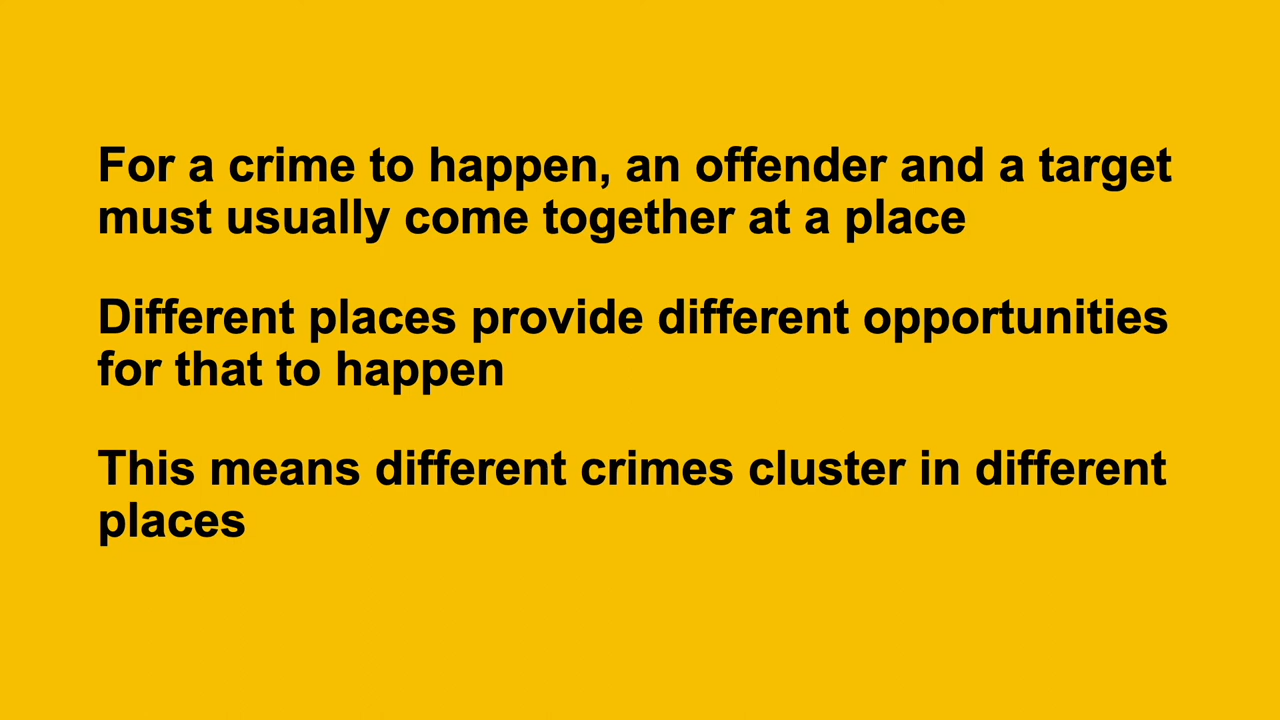 For a crime to happen, an offender and a target
must usually come together at a place
Different places provide different opportunities
for that to happen
This means different crimes cluster in different
places